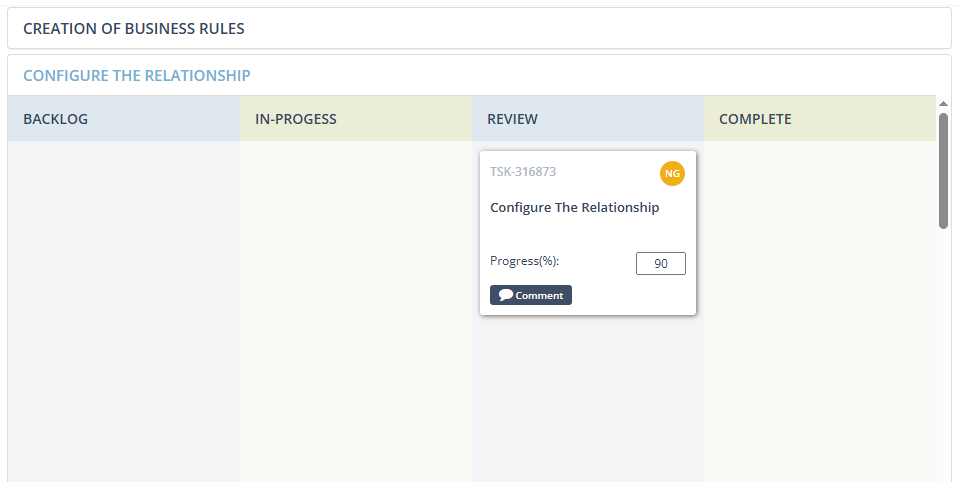 CREATION OF BUSINESS RULES
CONFIGURE THE RELATIONSHIP
BACKLOG
IN-PROGESS
REVIEW
COMPLETE
TSK-316873
NG
Configure The Relationship
Progress(%):
90
Comment